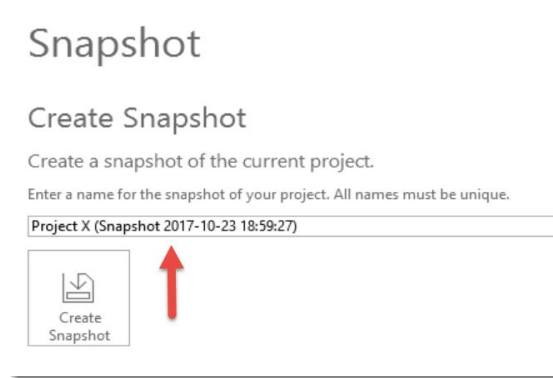 Snapshot
Create Snapshot
Create a snapshot of the current project.
Enter a name for the snapshot of your project. All names must be unique.
Project X (Snapshot 2017-10-23 18:59:27)
Create
Snapshot